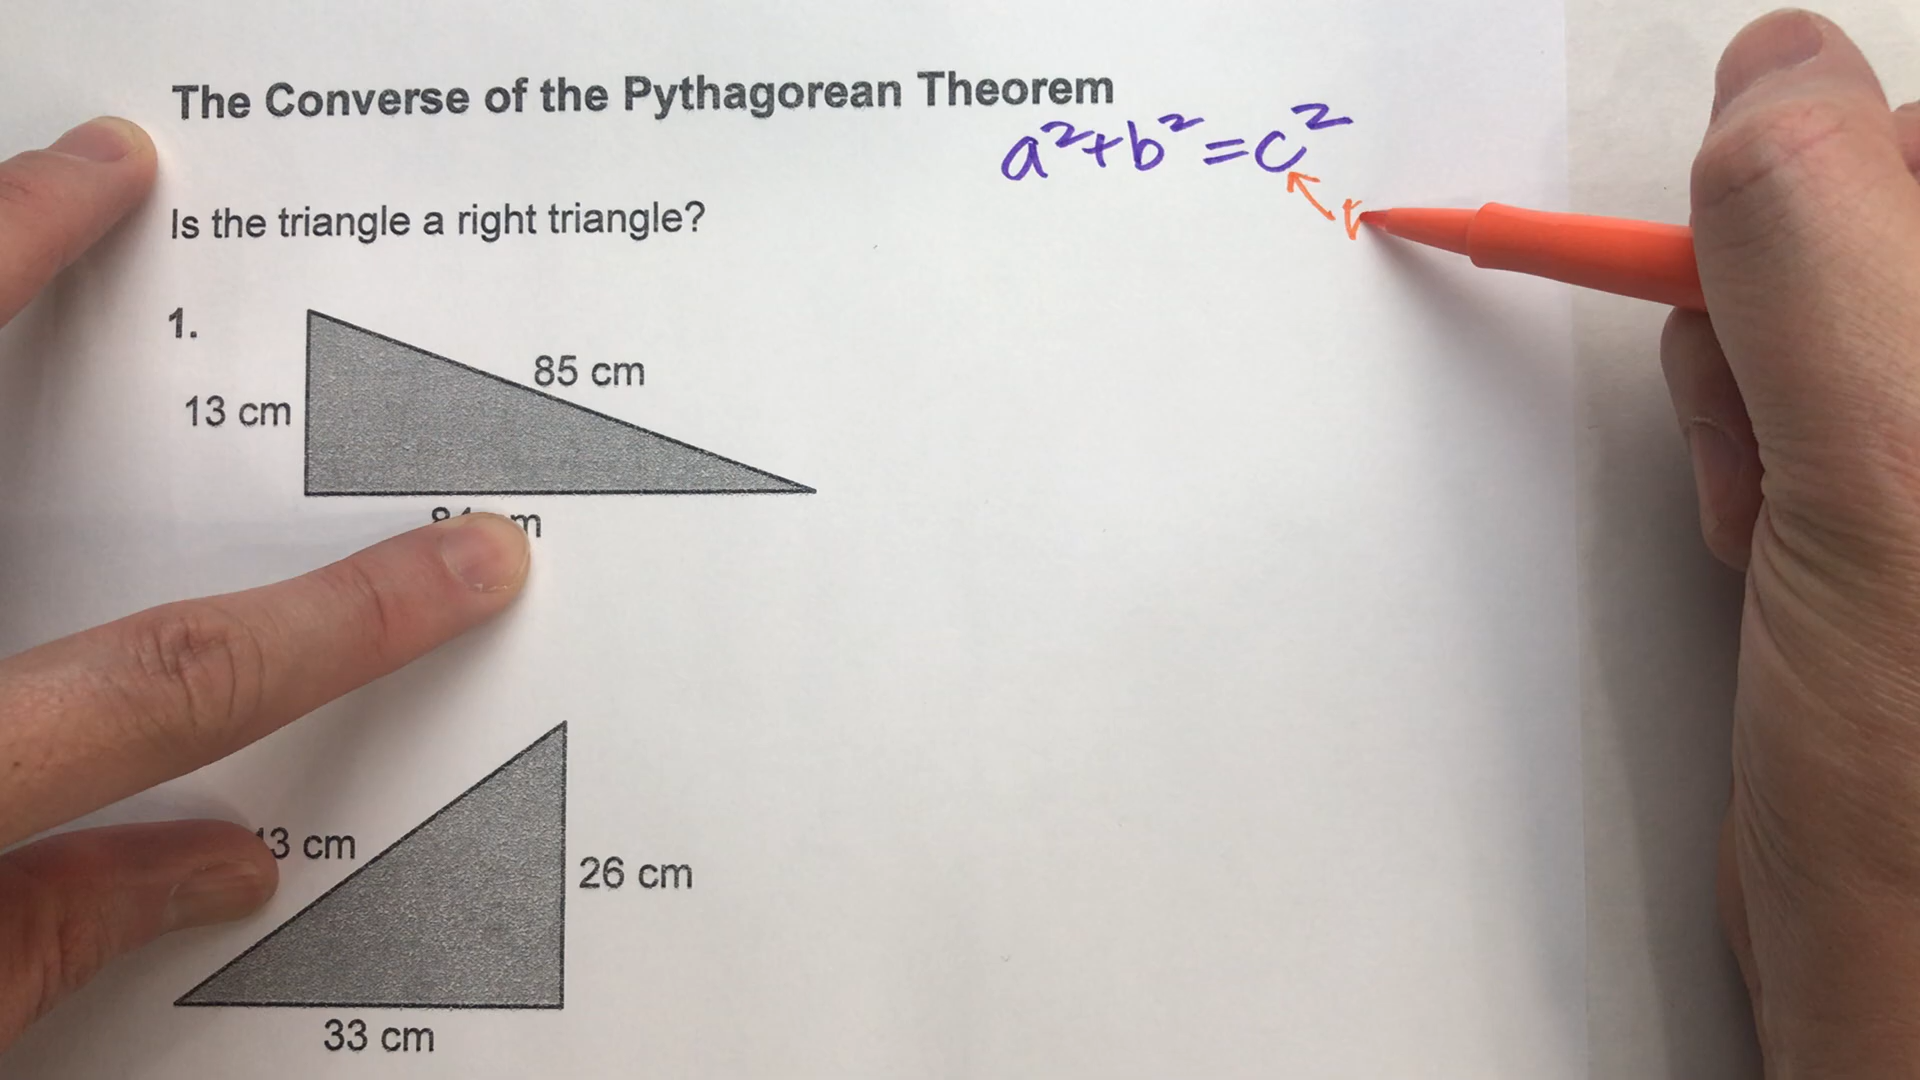 The Converse of the Pythagorean Theorem
a²+b²=c²
Is the triangle a right triangle?
1.
85 cm
13 cm
3 cm
26 cm
33 cm